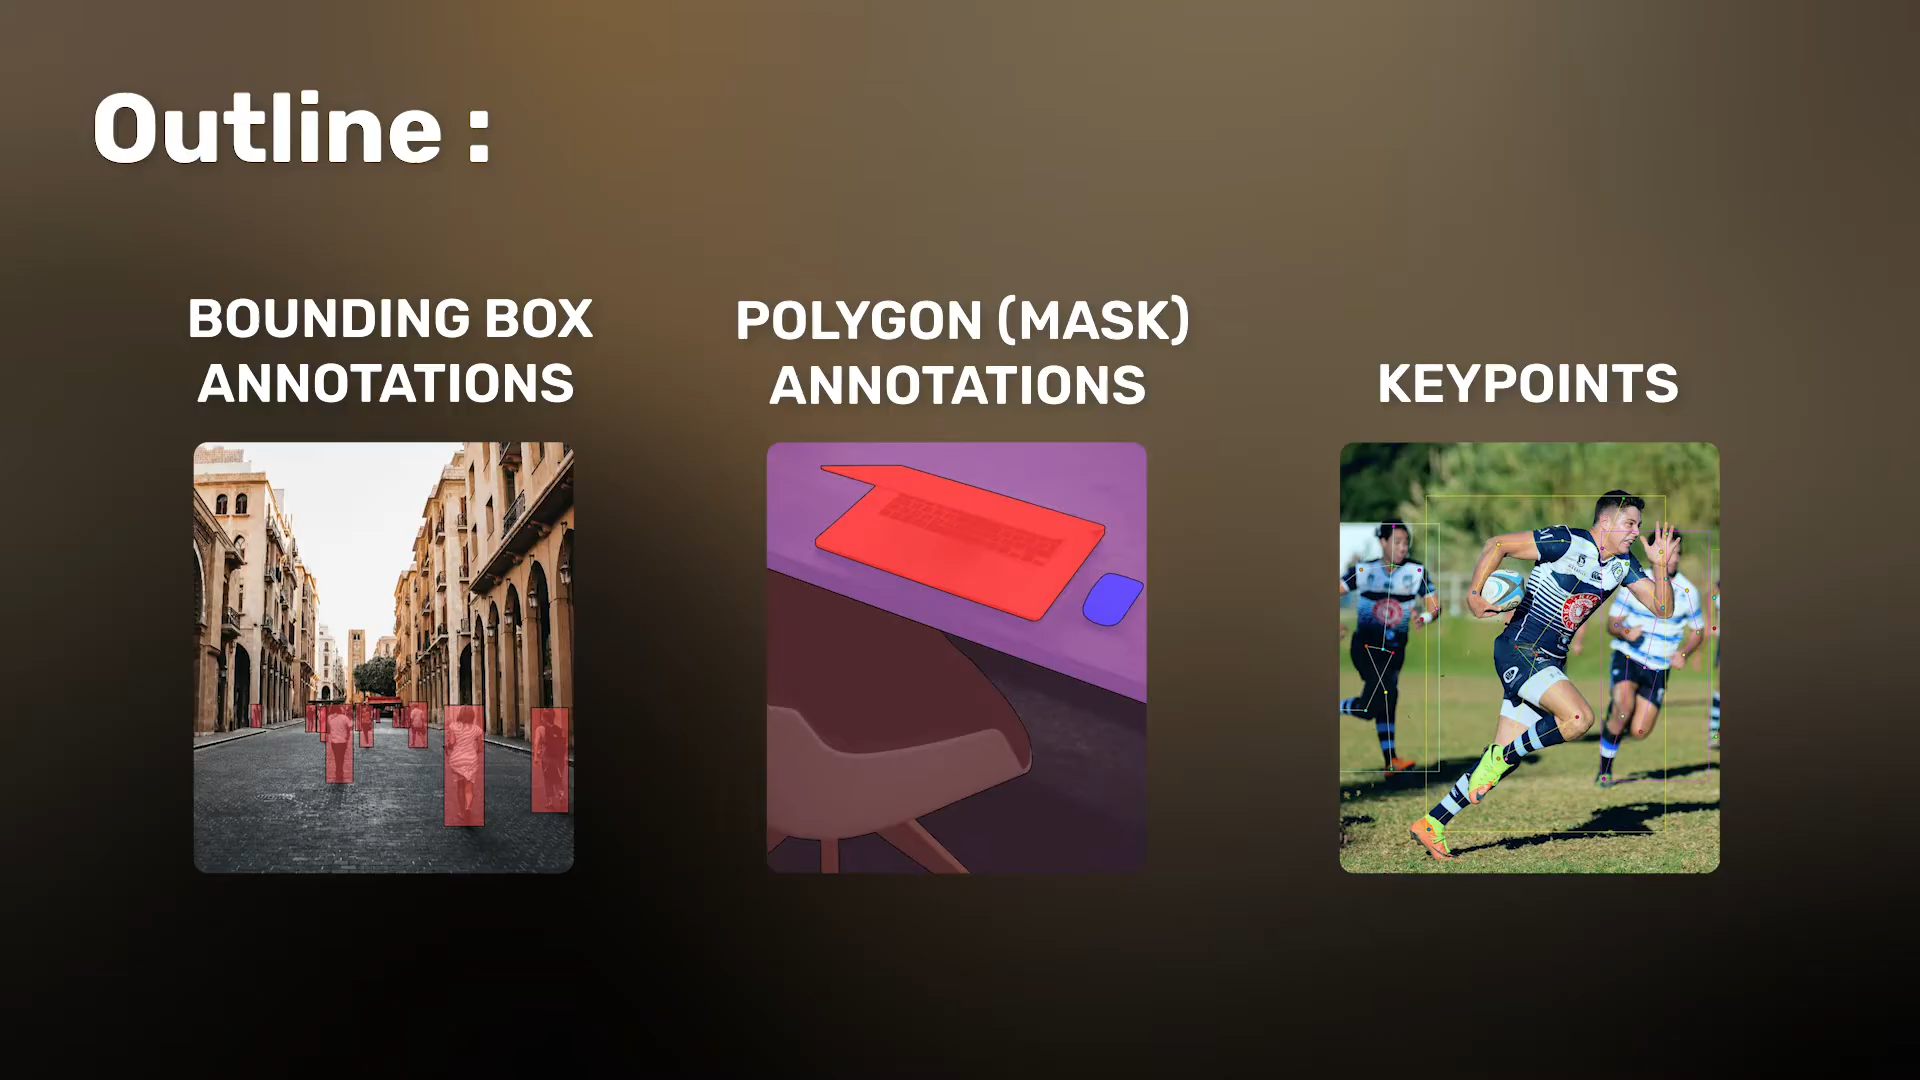 Outline :
BOUNDING BOX
ANNOTATIONS
POLYGON (MASK)
ANNOTATIONS
KEYPOINTS